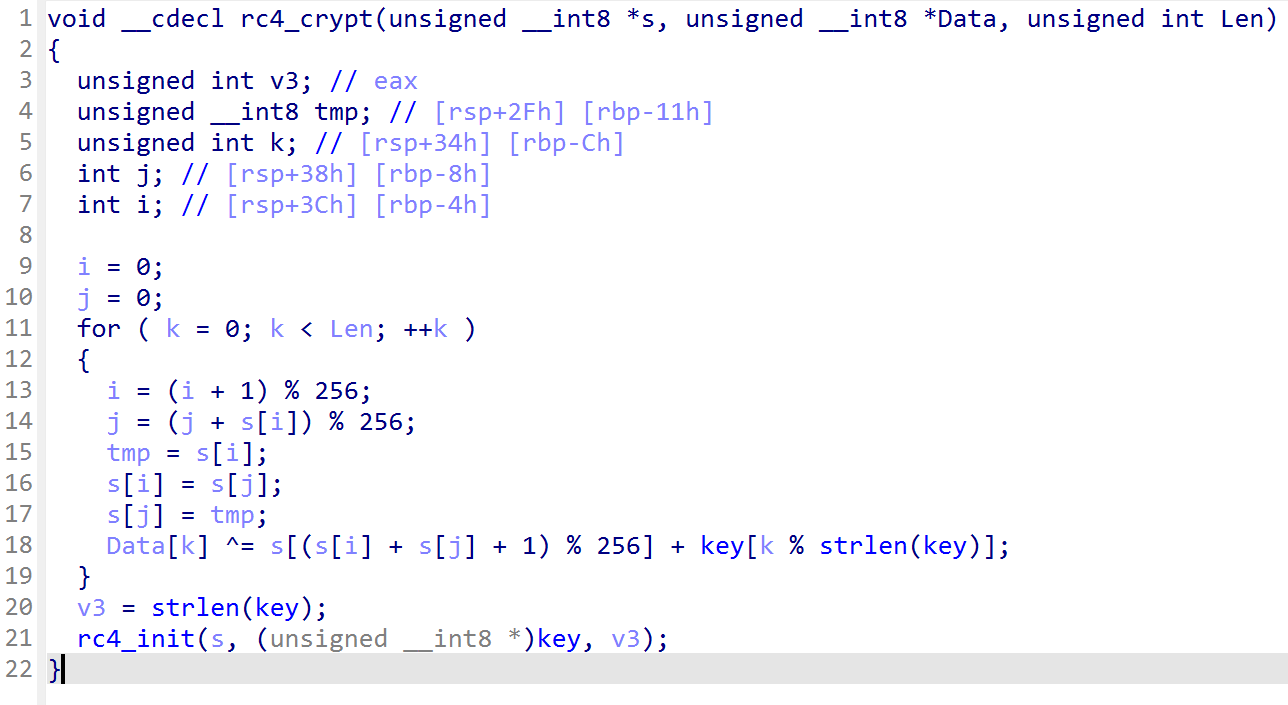 1 void __cdecl rc4_crypt(unsigned __int8 *s, unsigned __int8 *Data, unsigned int Len)
2 {
3   unsigned int v3; // eax
4   unsigned __int8 tmp; // [rsp+2Fh] [rbp-11h]
5   unsigned int k; // [rsp+34h] [rbp-Ch]
6   int j; // [rsp+38h] [rbp-8h]
7   int i; // [rsp+3Ch] [rbp-4h]
8
9   i = 0;
10   j = 0;
11   for ( k = 0; k < Len; ++k )
12   {
13     i = (i + 1) % 256;
14     j = (j + s[i]) % 256;
15     tmp = s[i];
16     s[i] = s[j];
17     s[j] = tmp;
18     Data[k] ^= s[(s[i] + s[j] + 1) % 256] + key[k % strlen(key)];
19   }
20   v3 = strlen(key);
21   rc4_init(s, (unsigned __int8 *)key, v3);
22 }